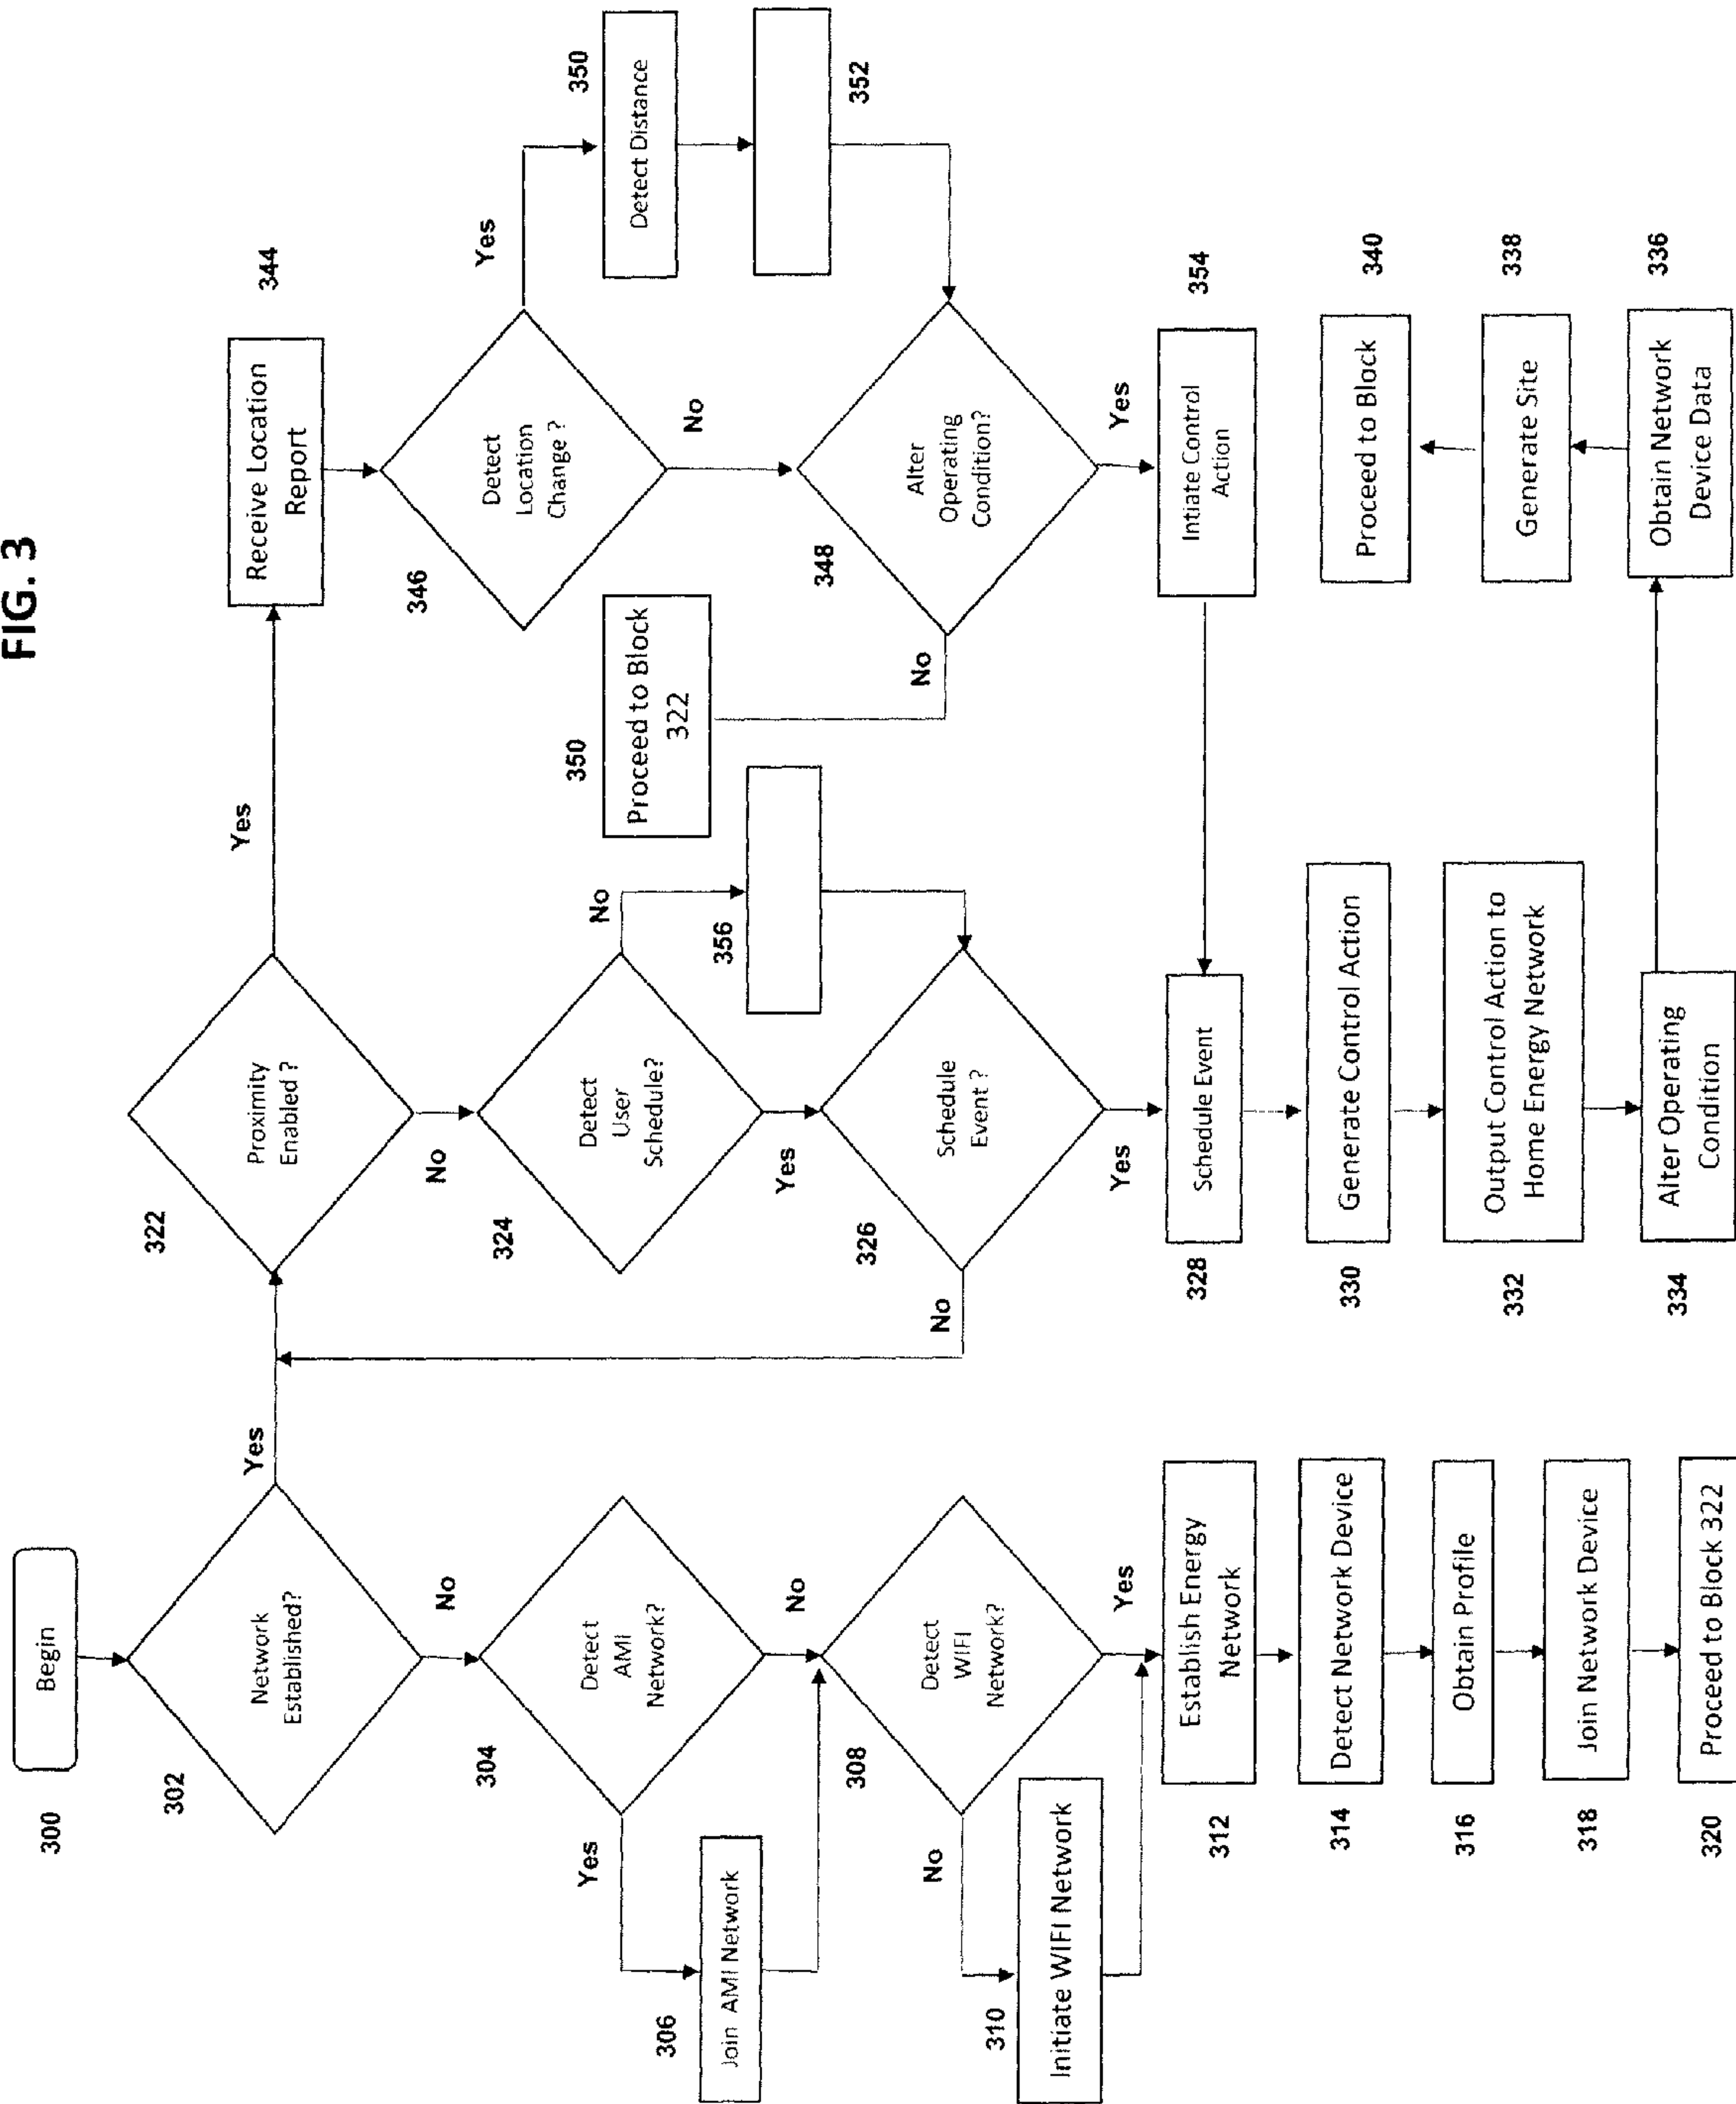 FIG. 3
300
Begin
302
Network
Established?
Yes
No
304
Detect
AMI
Network?
Yes
No
306
Join AMI Network
308
Detect
WIFI
Network?
No
Yes
310
Initiate WIFI Network
312
Establish Energy
Network
314
Detect Network Device
316
Obtain Profile
318
Join Network Device
320
Proceed to Block 322
322
Proximity
Enabled ?
Yes
No
324
Detect
User
Schedule?
No
Yes
356
326
Schedule
Event ?
No
Yes
328
Schedule Event
330
Generate Control Action
332
Output Control Action to
Home Energy Network
334
Alter Operating
Condition
344
Receive Location
Report
346
Detect
Location
Change ?
Yes
No
350
Detect Distance
352
350
Proceed to Block
322
348
Alter
Operating
Condition?
No
Yes
354
Intiate Control
Action
340
Proceed to Block
338
Generate Site
336
Obtain Network
Device Data